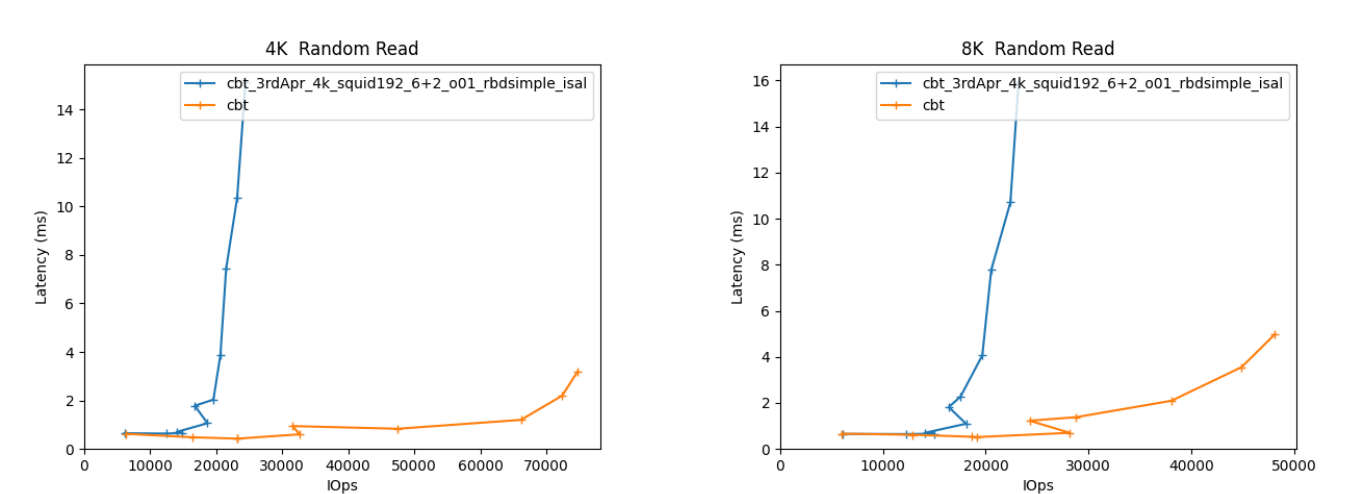 4K  Random Read
cbt_3rdApr_4k_squid192_6+2_o01_rbdsimple_isal
cbt
14
12
10
8
6
4
2
0
Latency (ms)
0 10000 20000 30000 40000 50000 60000 70000
IOps
8K  Random Read
cbt_3rdApr_4k_squid192_6+2_o01_rbdsimple_isal
cbt
16
14
12
10
8
6
4
2
0
Latency (ms)
0 10000 20000 30000 40000 50000
IOps